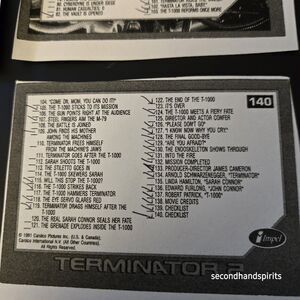 90. CYBERDYNE IS UNDER SIEGE
91. HUMAN CASUALTIES: 0
92. THE VAULT IS OPENED
"HASTA LA VISTA, BABY"
THE T-1000 REFORMS ONCE MORE
140
104. "COME ON, MOM, YOU CAN DO IT!"
105. THE T-1000 STICKS TO ITS MISSION
106. THE GUN POINTS RIGHT AT THE AUDIENCE
107. STEEL FINGERS AIM THE M-79
108. THE BATTLE IS JOINED
109. JOHN FINDS HIS MOTHER
AMONG THE MACHINES
110. TERMINATOR FREES HIMSELF
FROM THE MACHINE'S JAWS
111. TERMINATOR GOES AFTER THE T-1000
112. SARAH SHOOTS THE T-1000
113. THE STILETTO GOES IN
114. THE T-1000 SKEWERS SARAH
115. WILL THIS STOP THE T-1000?
116. THE T-1000 STRIKES BACK
117. THE T-1000 HAMMERS TERMINATOR
118. THE EYE SERVO GLARES RED
119. TERMINATOR DRAGS HIMSELF AFTER
THE T-1000
120. THE REAL SARAH CONNOR SEALS HER FATE
121. THE GRENADE EXPLODES INSIDE THE T-1000
122. THE END OF THE T-1000
123. IT'S OVER
124. THE T-1000 MEETS A FIERY FATE
125. DIRECTOR AND ACTOR CONFER
126. "PLEASE DON'T GO"
127. "I KNOW NOW WHY YOU CRY"
128. THE FINAL GOOD-BYE
129. "ARE YOU AFRAID?"
130. THE ENDOSKELETON SHOWS THROUGH
131. INTO THE FIRE
132. MISSION COMPLETED
133. PRODUCER-DIRECTOR JAMES CAMERON
134. ARNOLD SCHWARZENEGGER, "TERMINATOR"
135. LINDA HAMILTON, "SARAH CONNOR"
136. EDWARD FURLONG, "JOHN CONNOR"
137. ROBERT PATRICK, "T-1000"
138. MOVIE CREDITS
139. CHECKLIST
140. CHECKLIST
© 1991 Carolco Pictures Inc. (U.S. & Canada);
Carolco International N.V. (All Other Countries).
All Rights Reserved.
Impel
TERMINATOR 2
secondhandspirits